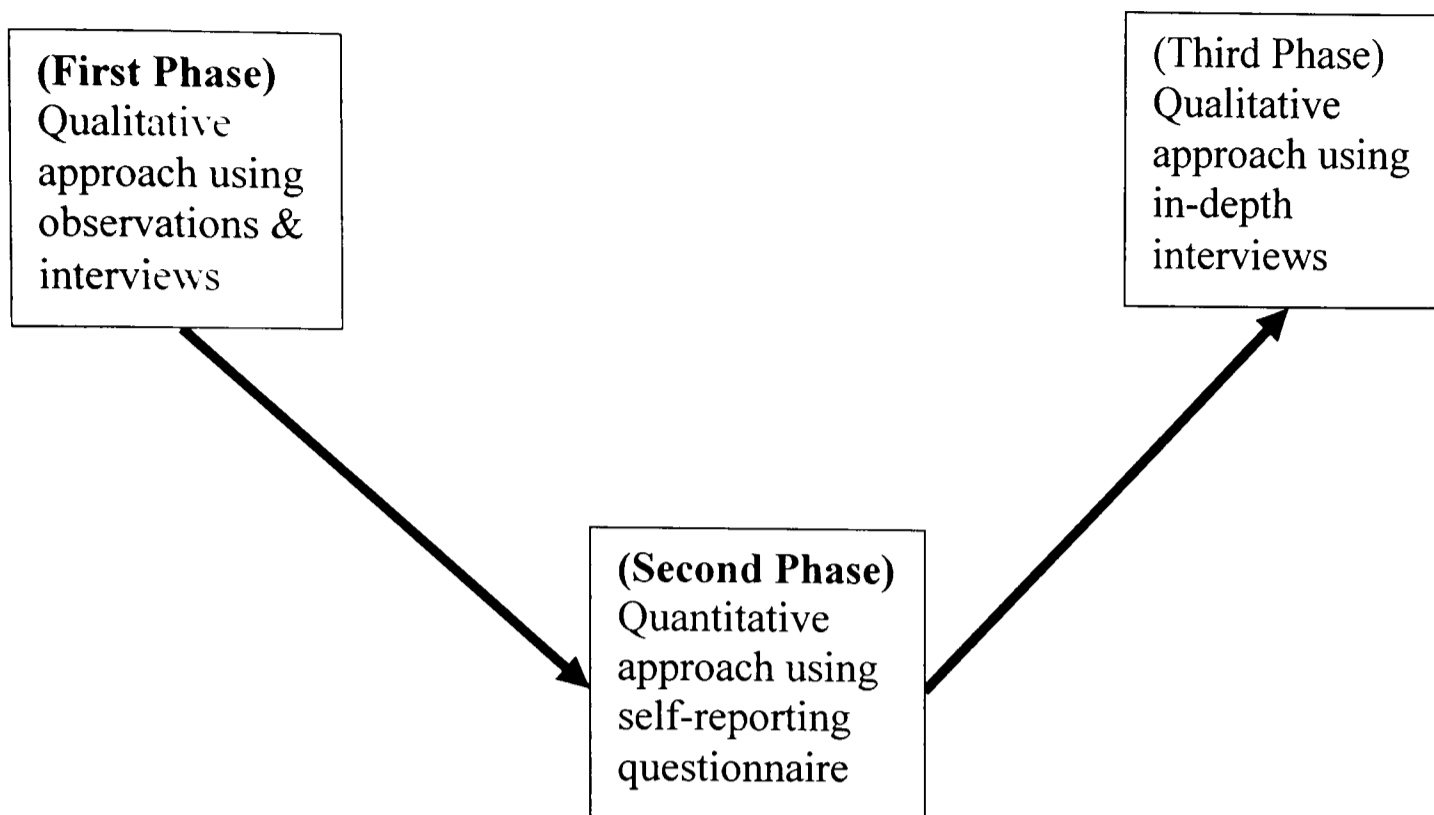 (First Phase)
Qualitative
approach using
observations &
interviews
(Second Phase)
Quantitative
approach using
self-reporting
questionnaire
(Third Phase)
Qualitative
approach using
in-depth
interviews